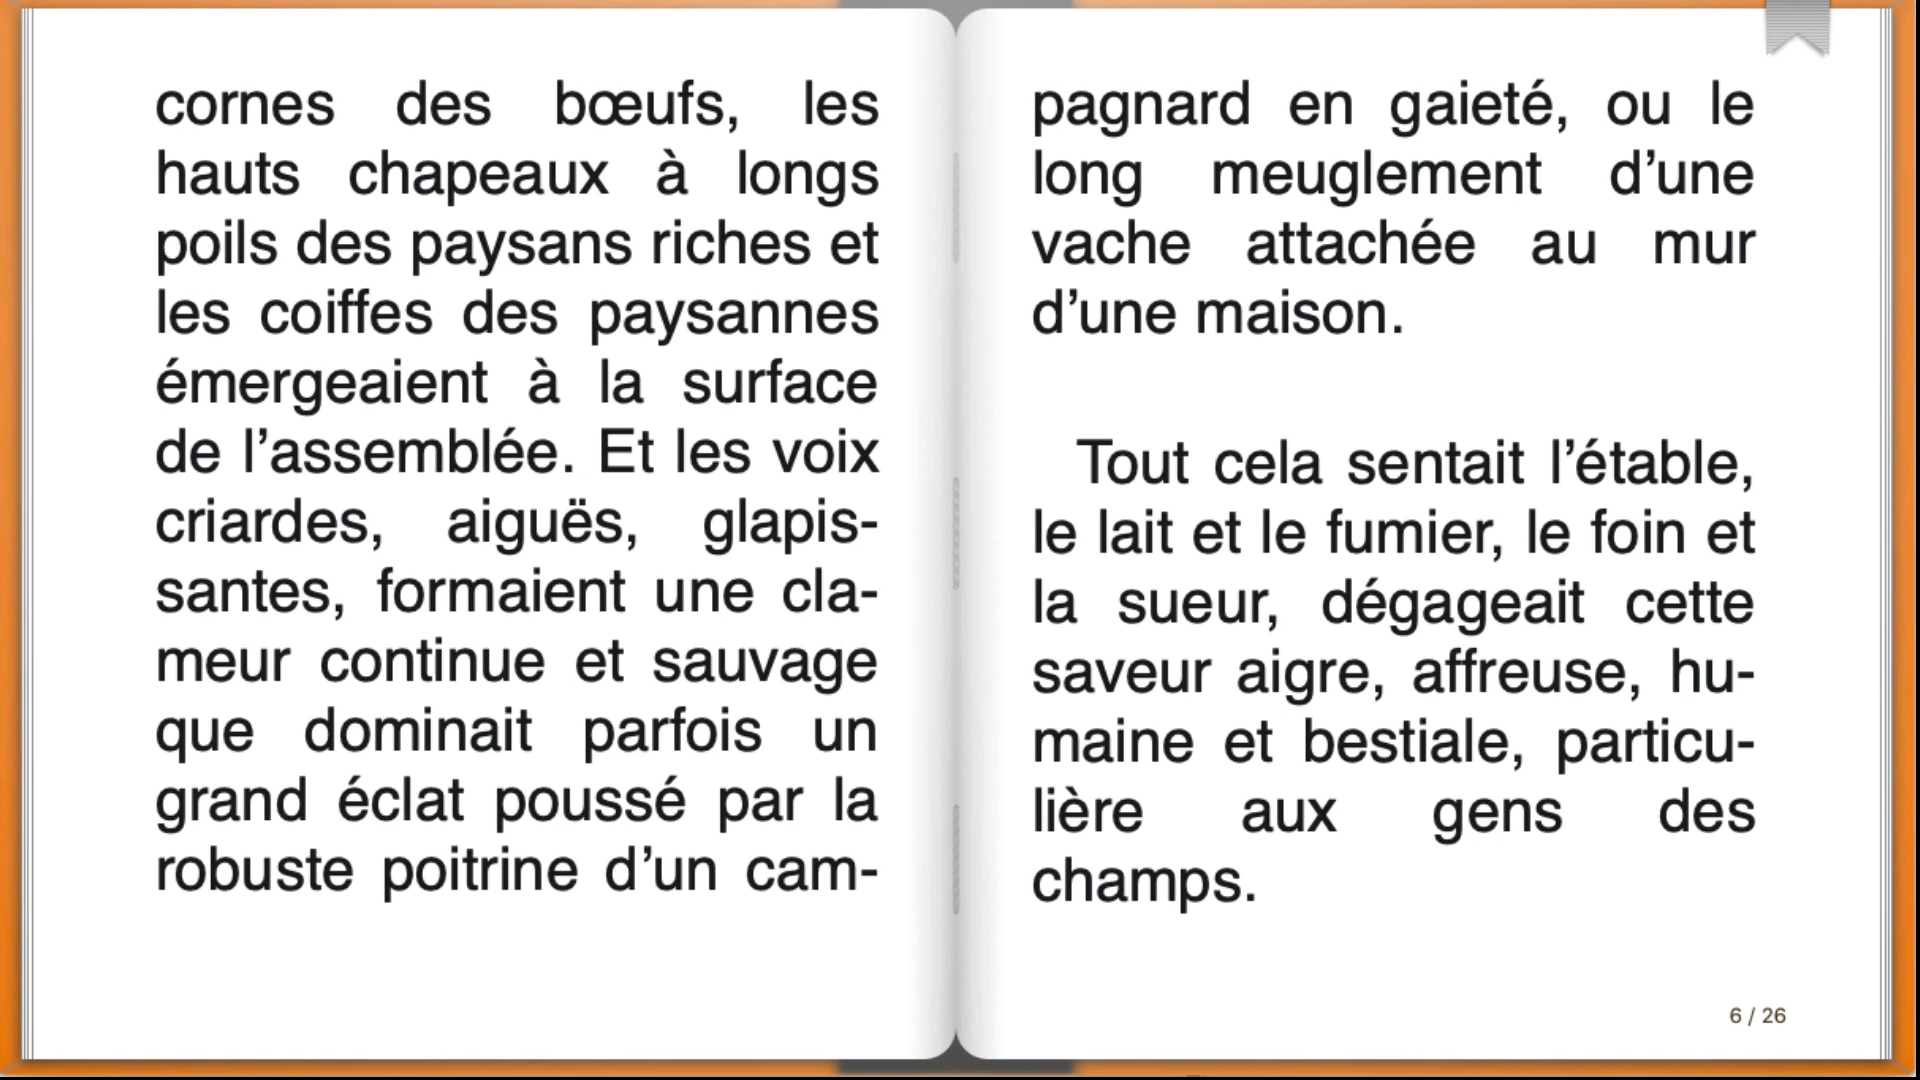 cornes des bœufs, les
hauts chapeaux à longs
poils des paysans riches et
les coiffes des paysannes
émergeaient à la surface
de l’assemblée. Et les voix
criardes, aiguës, glapis-
santes, formaient une cla-
meur continue et sauvage
que dominait parfois un
grand éclat poussé par la
robuste poitrine d’un cam-
pagnard en gaieté, ou le
long meuglement d’une
vache attachée au mur
d’une maison.
Tout cela sentait l’étable,
le lait et le fumier, le foin et
la sueur, dégageait cette
saveur aigre, affreuse, hu-
maine et bestiale, particu-
lière aux gens des
champs.
6 / 26